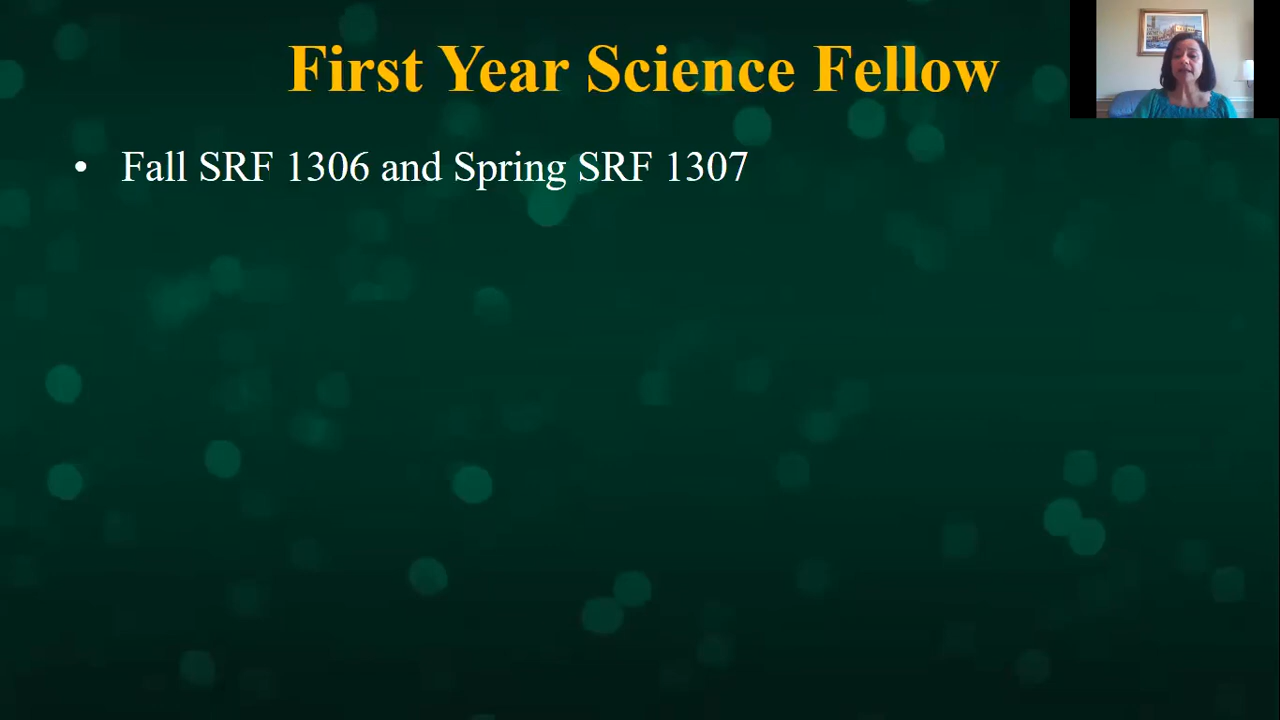 First Year Science Fellow
• Fall SRF 1306 and Spring SRF 1307